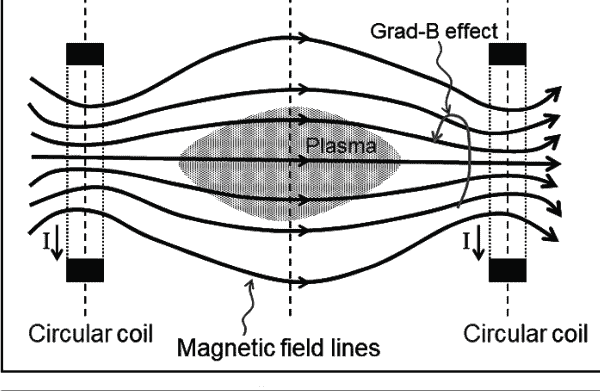 Grad-B effect
Plasma
I
I
Circular coil
Circular coil
Magnetic field lines